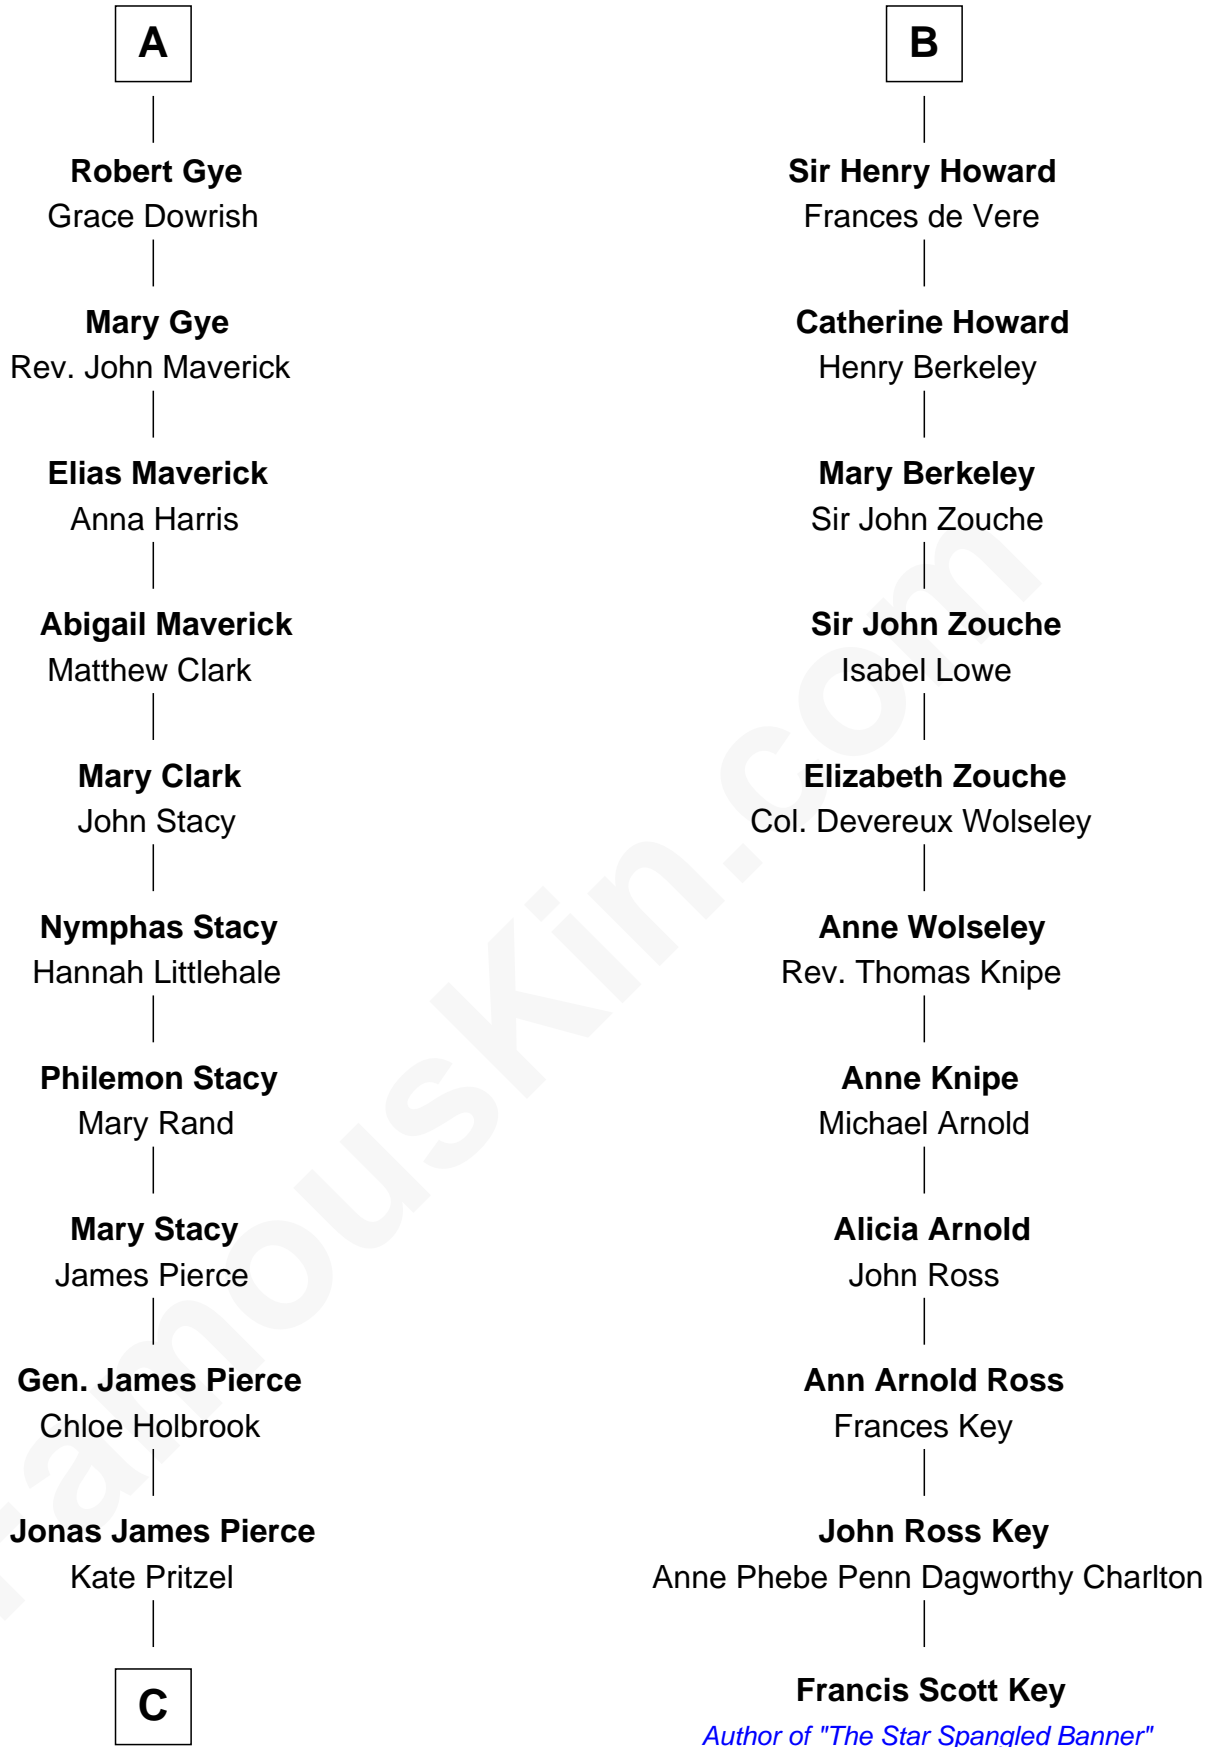 A
Robert Gye
Grace Dowrish
Mary Gye
Rev. John Maverick
Elias Maverick
Anna Harris
Abigail Maverick
Matthew Clark
Mary Clark
John Stacy
Nymphas Stacy
Hannah Littlehale
Philemon Stacy
Mary Rand
Mary Stacy
James Pierce
Gen. James Pierce
Chloe Holbrook
Jonas James Pierce
Kate Pritzel
C
B
Sir Henry Howard
Frances de Vere
Catherine Howard
Henry Berkeley
Mary Berkeley
Sir John Zouche
Sir John Zouche
Isabel Lowe
Elizabeth Zouche
Col. Devereux Wolseley
Anne Wolseley
Rev. Thomas Knipe
Anne Knipe
Michael Arnold
Alicia Arnold
John Ross
Ann Arnold Ross
Frances Key
John Ross Key
Anne Phebe Penn Dagworthy Charlton
Francis Scott Key
Author of "The Star Spangled Banner"
FamousKin.com